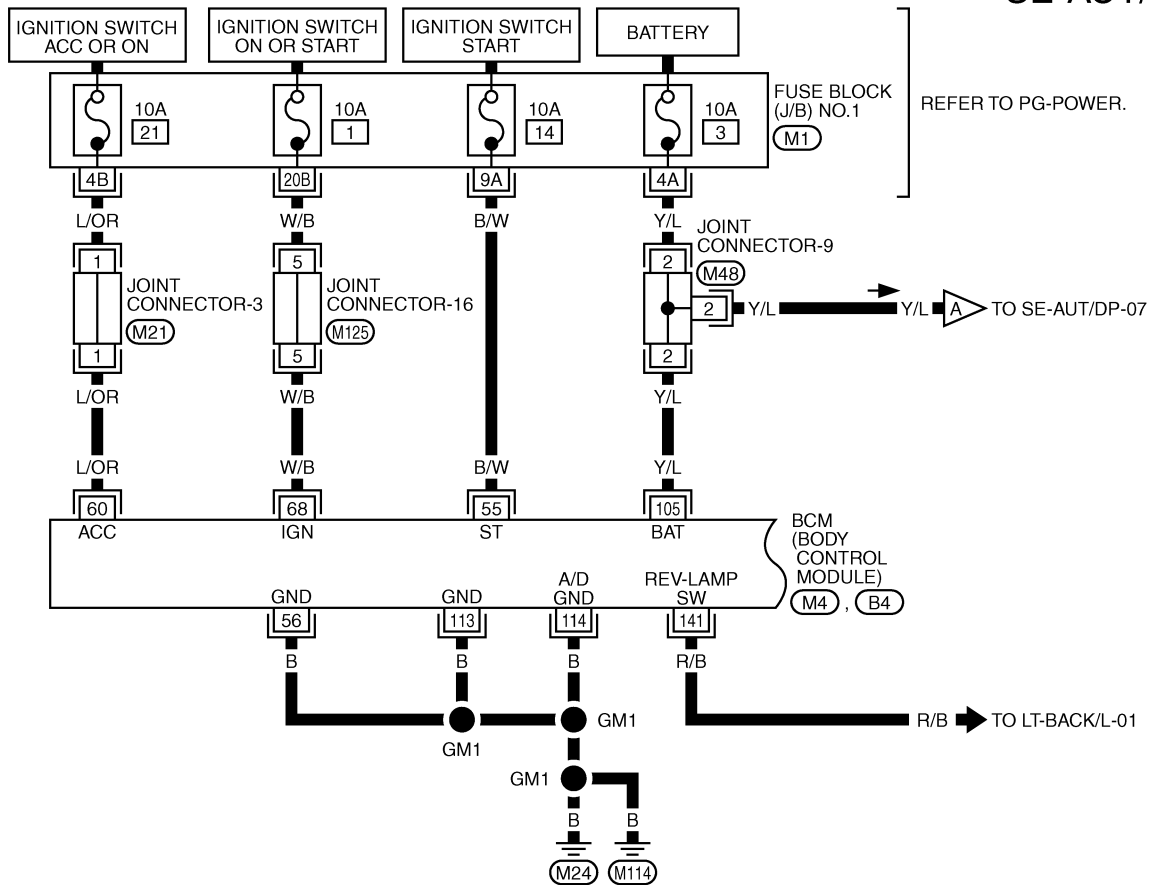 IGNITION SWITCH
ACC OR ON
IGNITION SWITCH
ON OR START
IGNITION SWITCH
START
BATTERY
10A
21
10A
1
10A
14
10A
3
FUSE BLOCK
(J/B) NO.1
M1
REFER TO PG-POWER.
4B
20B
9A
4A
L/OR
W/B
B/W
Y/L
JOINT
CONNECTOR-9
M48
1
5
2
JOINT
CONNECTOR-3
M21
JOINT
CONNECTOR-16
M125
2
Y/L
Y/L
A
TO SE-AUT/DP-07
1
5
2
L/OR
W/B
Y/L
L/OR
W/B
B/W
Y/L
60
68
55
105
ACC
IGN
ST
BAT
BCM
(BODY
CONTROL
MODULE)
M4 , B4
GND
GND
A/D
GND
REV-LAMP
SW
56
113
114
141
B
B
B
R/B
GM1
GM1
R/B
TO LT-BACK/L-01
GM1
B
B
M24
M114